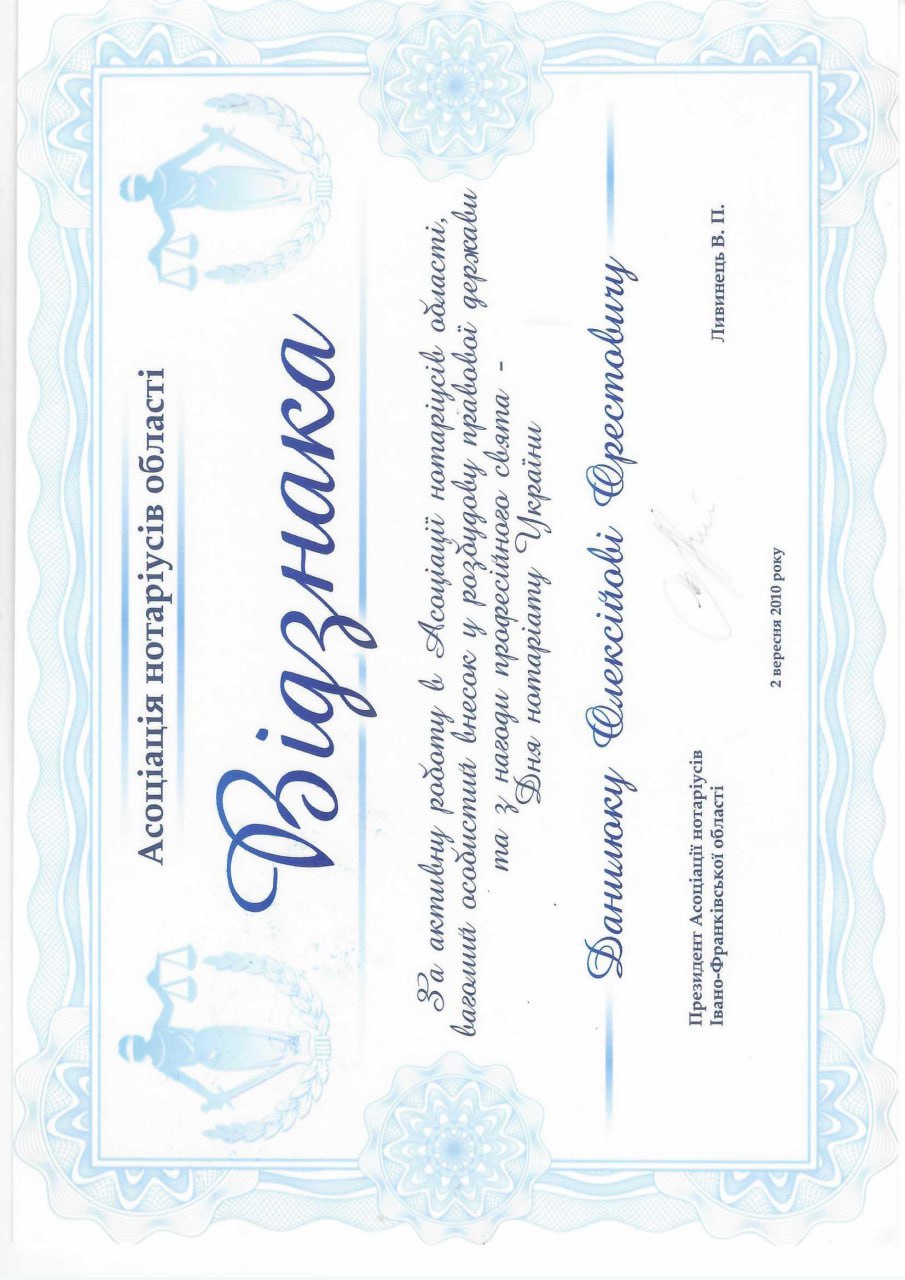 Асоціація нотаріусів області
Відзнака
За активну роботу в Асоціації нотаріусів області,
вагомий особистий внесок у розбудову правової держави
та з нагоди професійного свята -
Дня нотаріату України
Данилюку Олексійові Орестовичу
Президент Асоціації нотаріусів
Івано-Франківської області
Ливинець В. П.
2 вересня 2010 року